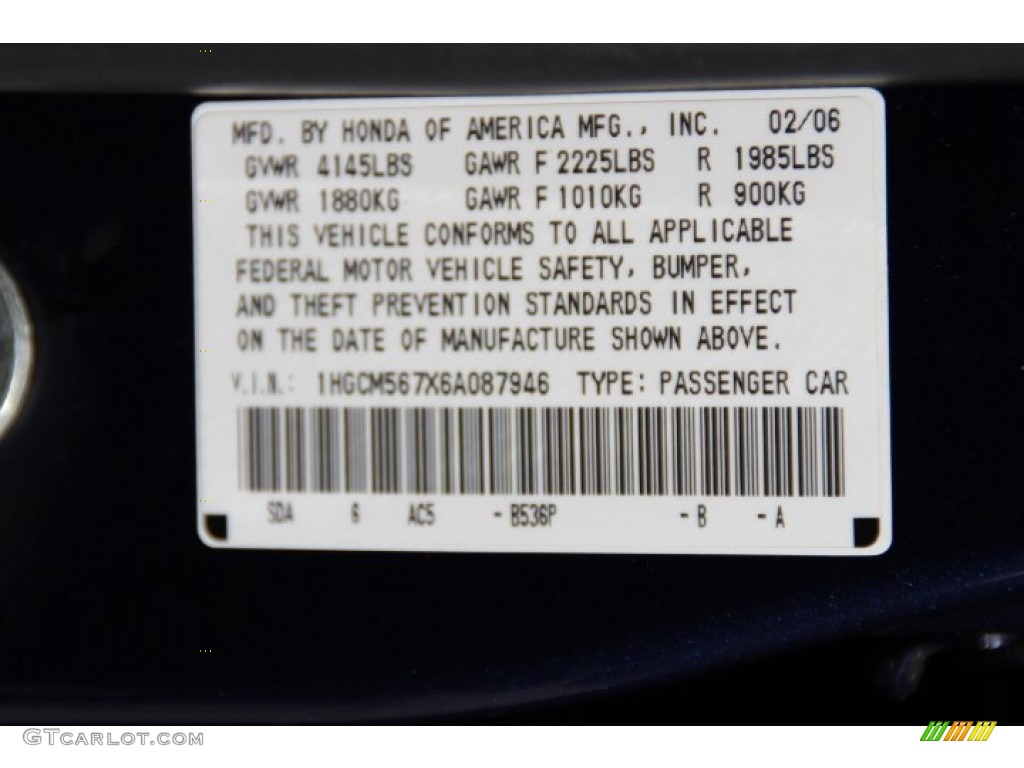 MFD. BY HONDA OF AMERICA MFG., INC. 02/06
GVWR 4145LBS GAWR F 2225LBS R 1985LBS
GVWR 1880KG GAWR F 1010KG R 900KG
THIS VEHICLE CONFORMS TO ALL APPLICABLE
FEDERAL MOTOR VEHICLE SAFETY, BUMPER,
AND THEFT PREVENTION STANDARDS IN EFFECT
ON THE DATE OF MANUFACTURE SHOWN ABOVE.
V.I.N.: 1HGCM567X6A087946 TYPE: PASSENGER CAR
SDA 6 AC5 - B536P - B - A
GTCARLOT.COM